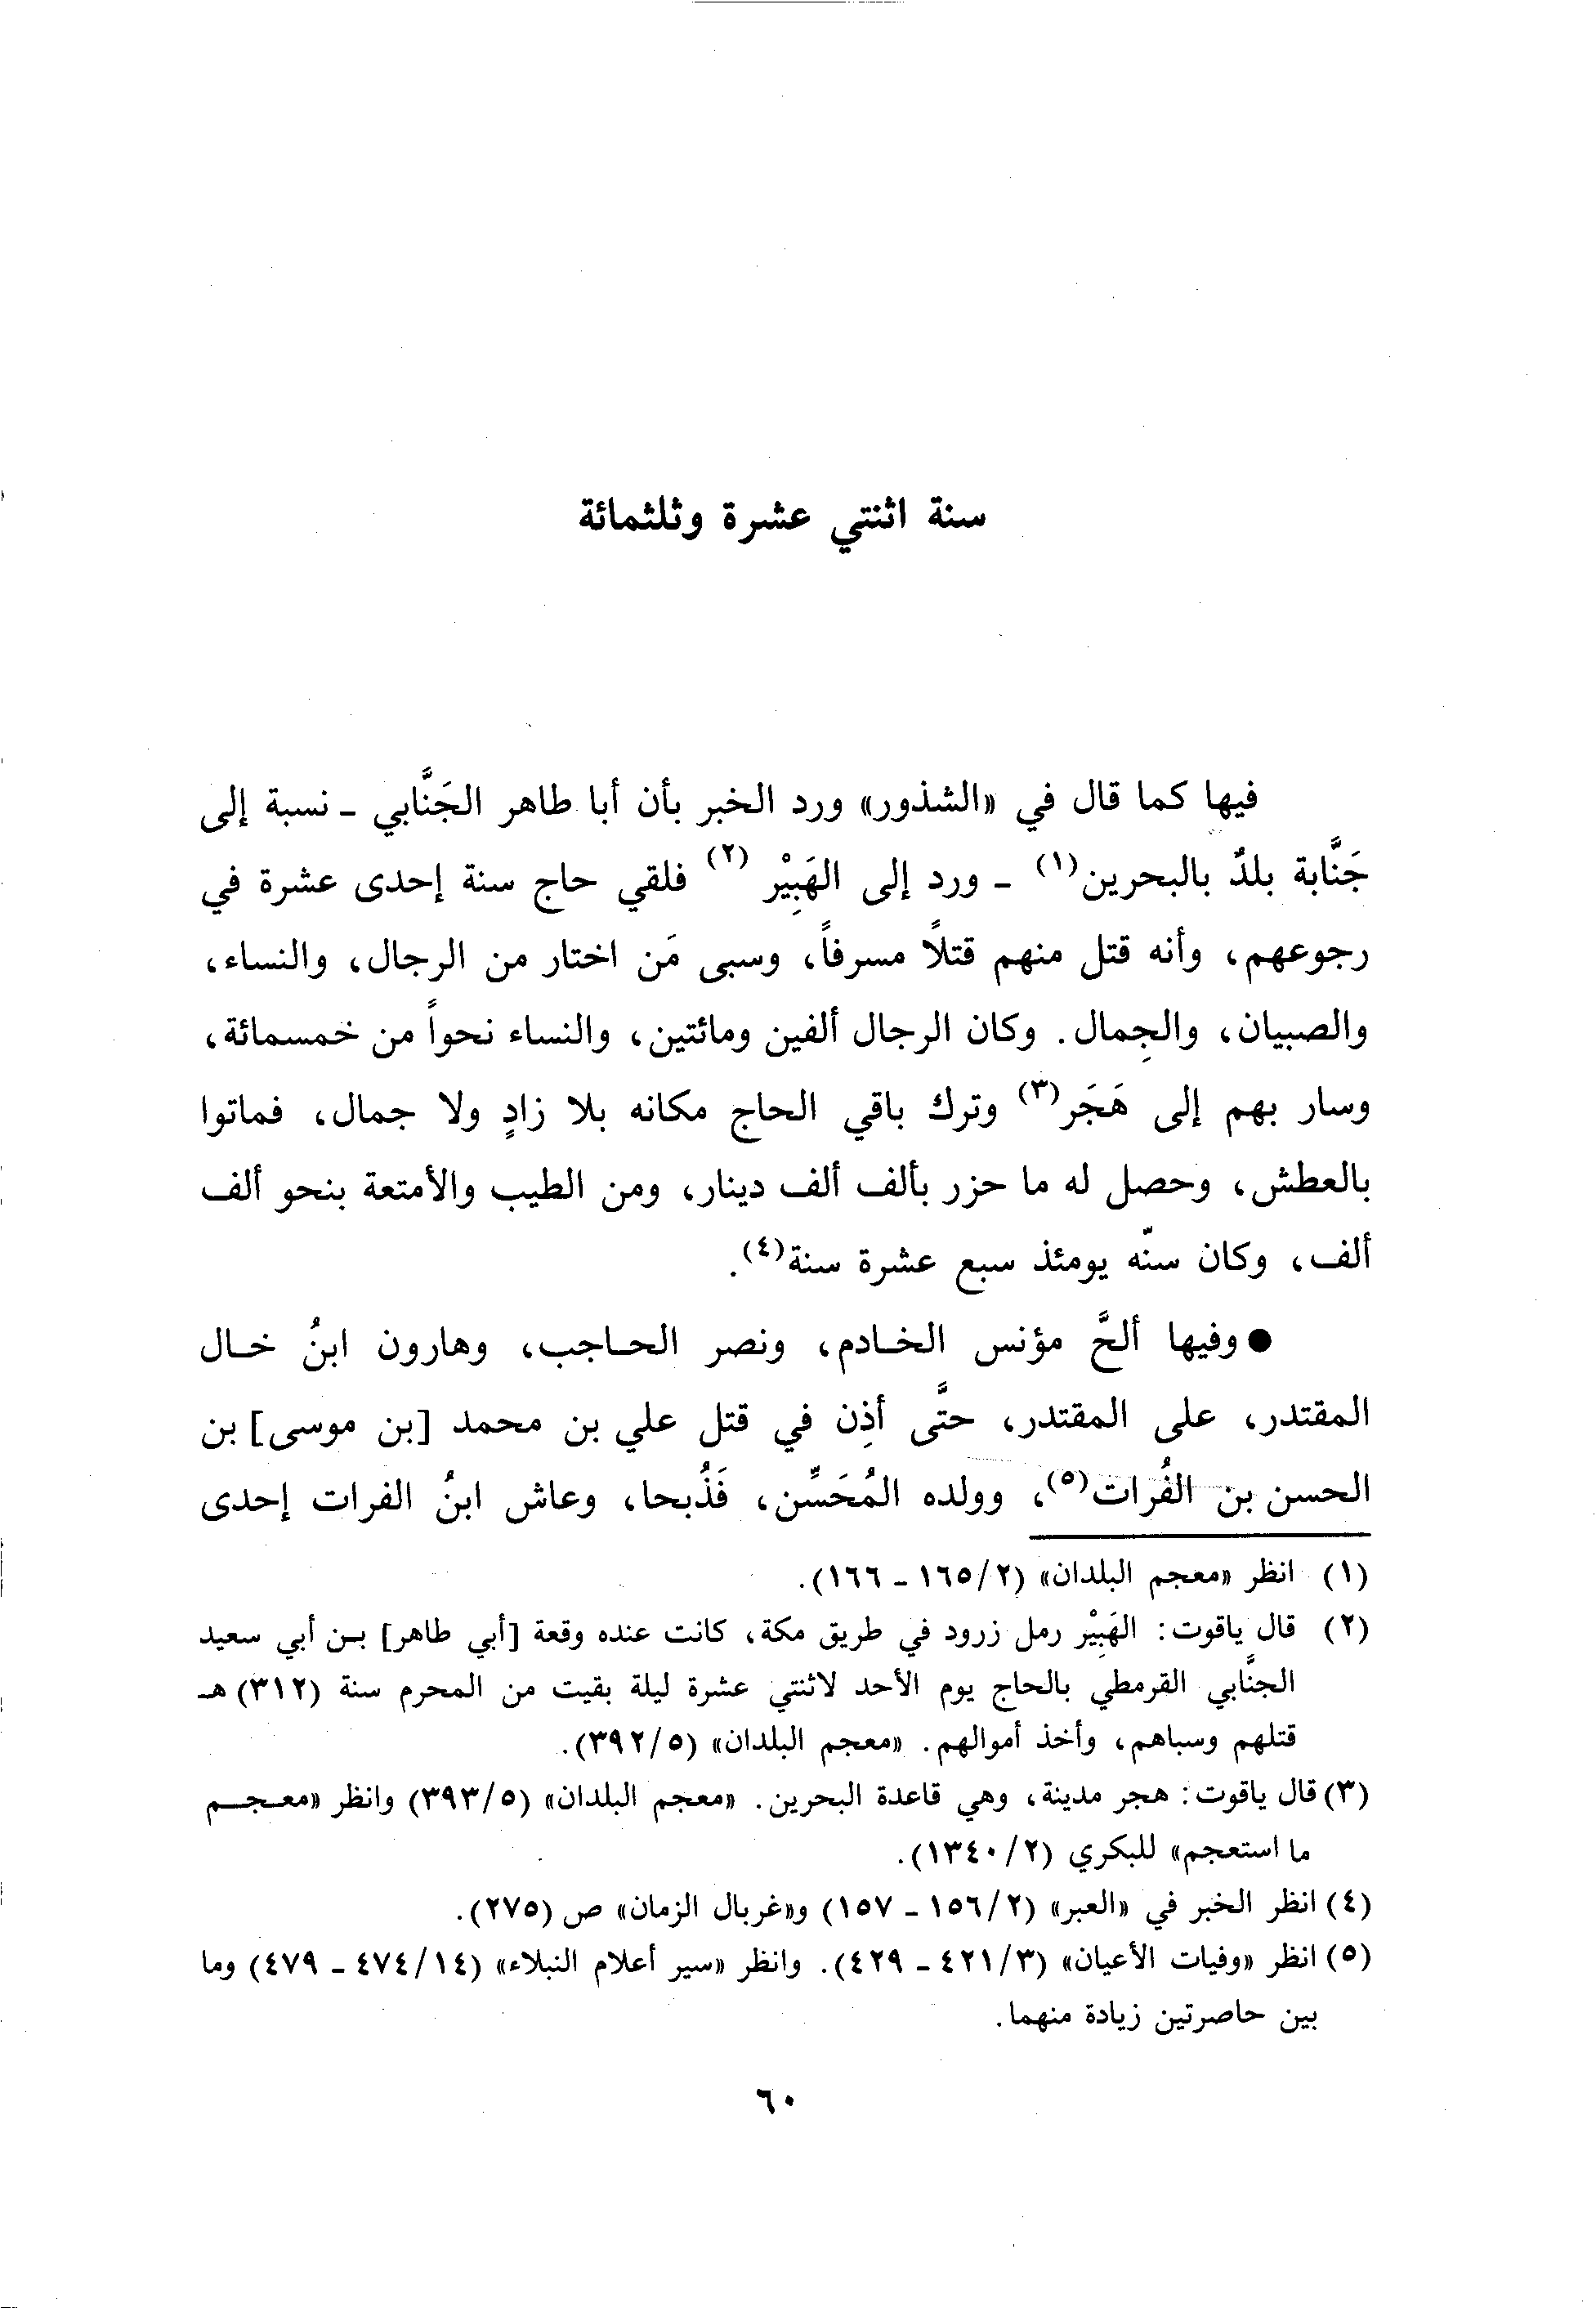 سنة اثنتي عشرة وثلثمائة
فيها كما قال في «الشذور» ورد الخبر بأن أبا طاهر الجَنَّابي ـ نسبة إلى
جَنَّابة بلدٌ بالبحرين(١) ـ ورد إلى الهَبِيْر (٢) فلقي حاج سنة إحدى عشرة في
رجوعهم، وأنه قتل منهم قتلاً مسرفاً، وسبى مَن اختار من الرجال، والنساء،
والصبيان، والجِمال. وكان الرجال ألفين ومائتين، والنساء نحواً من خمسمائة،
وسار بهم إلى هَجَر(٣) وترك باقي الحاج مكانه بلا زادٍ ولا جمال، فماتوا
بالعطش، وحصل له ما حزر بألف ألف دينار، ومن الطيب والأمتعة بنحو ألف
ألف، وكان سنّه يومئذ سبع عشرة سنة(٤).
● وفيها ألحَّ مؤنس الخادم، ونصر الحاجب، وهارون ابنُ خال
المقتدر، على المقتدر، حتَّى أذِن في قتل علي بن محمد [بن موسى] بن
الحسن بن الفُرات(٥)، وولده المُحَسِّن، فَذُبحا، وعاش ابنُ الفرات إحدى
(١) انظر «معجم البلدان» (٢/ ١٦٥ ـ ١٦٦).
(٢) قال ياقوت: الهَبِيْر رمل زرود في طريق مكة، كانت عنده وقعة [أبي طاهر] بن أبي سعيد
الجنَّابي القرمطي بالحاج يوم الأحد لاثنتي عشرة ليلة بقيت من المحرم سنة (٣١٢) هـ
قتلهم وسباهم، وأخذ أموالهم. «معجم البلدان» (٥/ ٣٩٢).
(٣) قال ياقوت: هجر مدينة، وهي قاعدة البحرين. «معجم البلدان» (٥/ ٣٩٣) وانظر «معجم
ما استعجم» للبكري (٢/ ١٣٤٠).
(٤) انظر الخبر في «العبر» (٢/ ١٥٦ ـ ١٥٧) و«غربال الزمان» ص (٢٧٥).
(٥) انظر «وفيات الأعيان» (٣/ ٤٢١ ـ ٤٢٩). وانظر «سير أعلام النبلاء» (١٤/ ٤٧٤ ـ ٤٧٩) وما
بين حاصرتين زيادة منهما.
٦٠